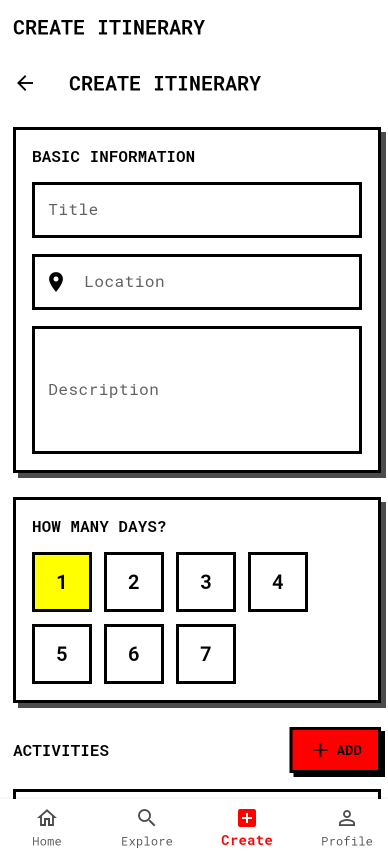 CREATE ITINERARY
CREATE ITINERARY
BASIC INFORMATION
Title
Location
Description
HOW MANY DAYS?
1 2 3 4
5 6 7
ACTIVITIES ADD
Home Explore Create Profile